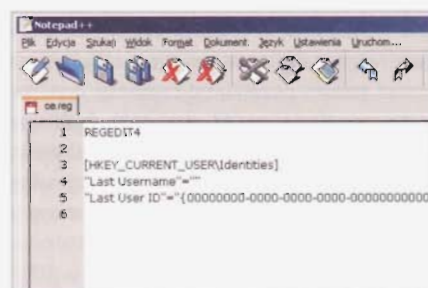 Notepad++
Plik Edycja Szukaj Widok Format Dokument. Język Ustawienia Uruchom...
oe.reg
1 REGEDIT4
2
3 [HKEY_CURRENT_USER\Identities]
4 "Last Username"=""
5 "Last User ID"="{00000000-0000-0000-0000-000000000000
6